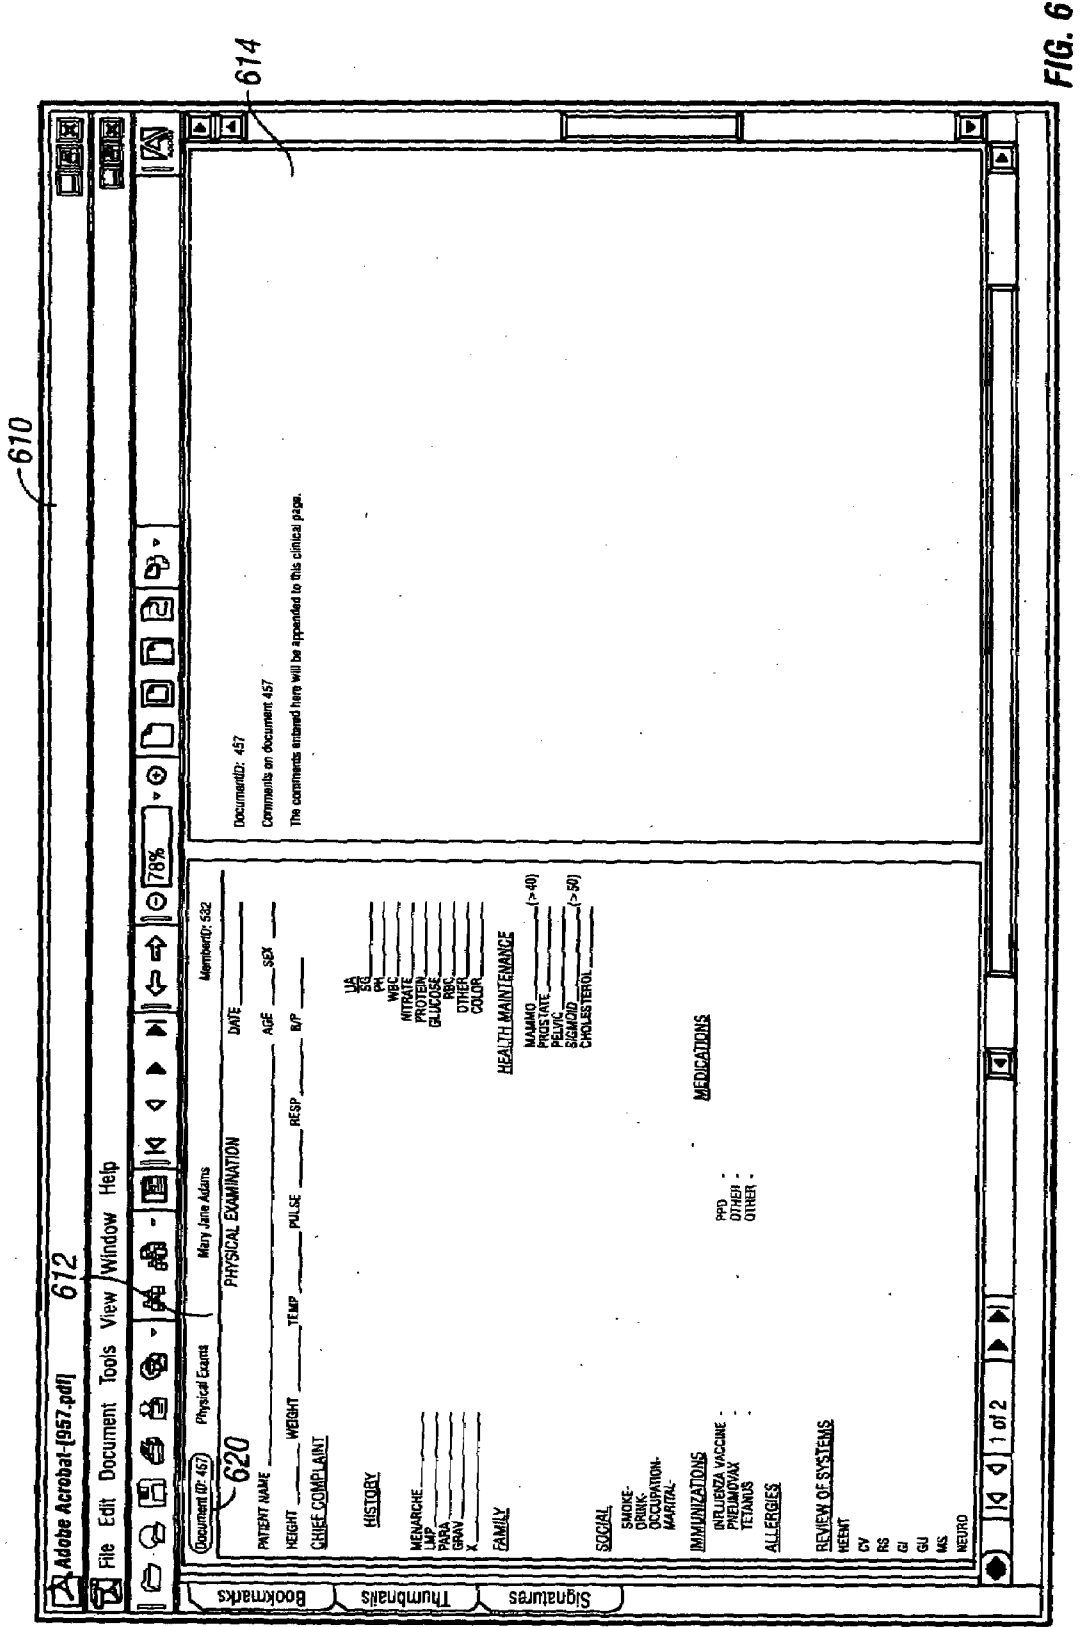 610
Adobe Acrobat-[957.pdf]
612
File Edit Document Tools View Window Help
78%
Adobe
Bookmarks
Thumbnails
Signatures
Document ID: 457
Physical Exams
Mary Jane Adams
MemberID: 532
620
PHYSICAL EXAMINATION
DATE
PATIENT NAME AGE SEX
HEIGHT WEIGHT TEMP PULSE RESP B/P
CHIEF COMPLAINT
HISTORY
MENARCHE
LMP
PARA
GRAV
X
FAMILY
UA
SG
PH
WBC
NITRATE
PROTEIN
GLUCOSE
RBC
OTHER
COLOR
HEALTH MAINTENANCE
MAMMO (>40)
PROSTATE
PELVIC
SIGMOID (>50)
CHOLESTEROL
SOCIAL
SMOKE-
DRINK-
OCCUPATION-
MARITAL-
IMMUNIZATIONS
INFLUENZA VACCINE - PPD -
PNEUMOVAX - OTHER -
TETANUS - OTHER -
MEDICATIONS
ALLERGIES
REVIEW OF SYSTEMS
HEENT
CV
RS
GI
GU
MS
NEURO
614
DocumentID: 457
Comments on document 457
The comments entered here will be appended to this clinical page.
1 of 2
FIG. 6